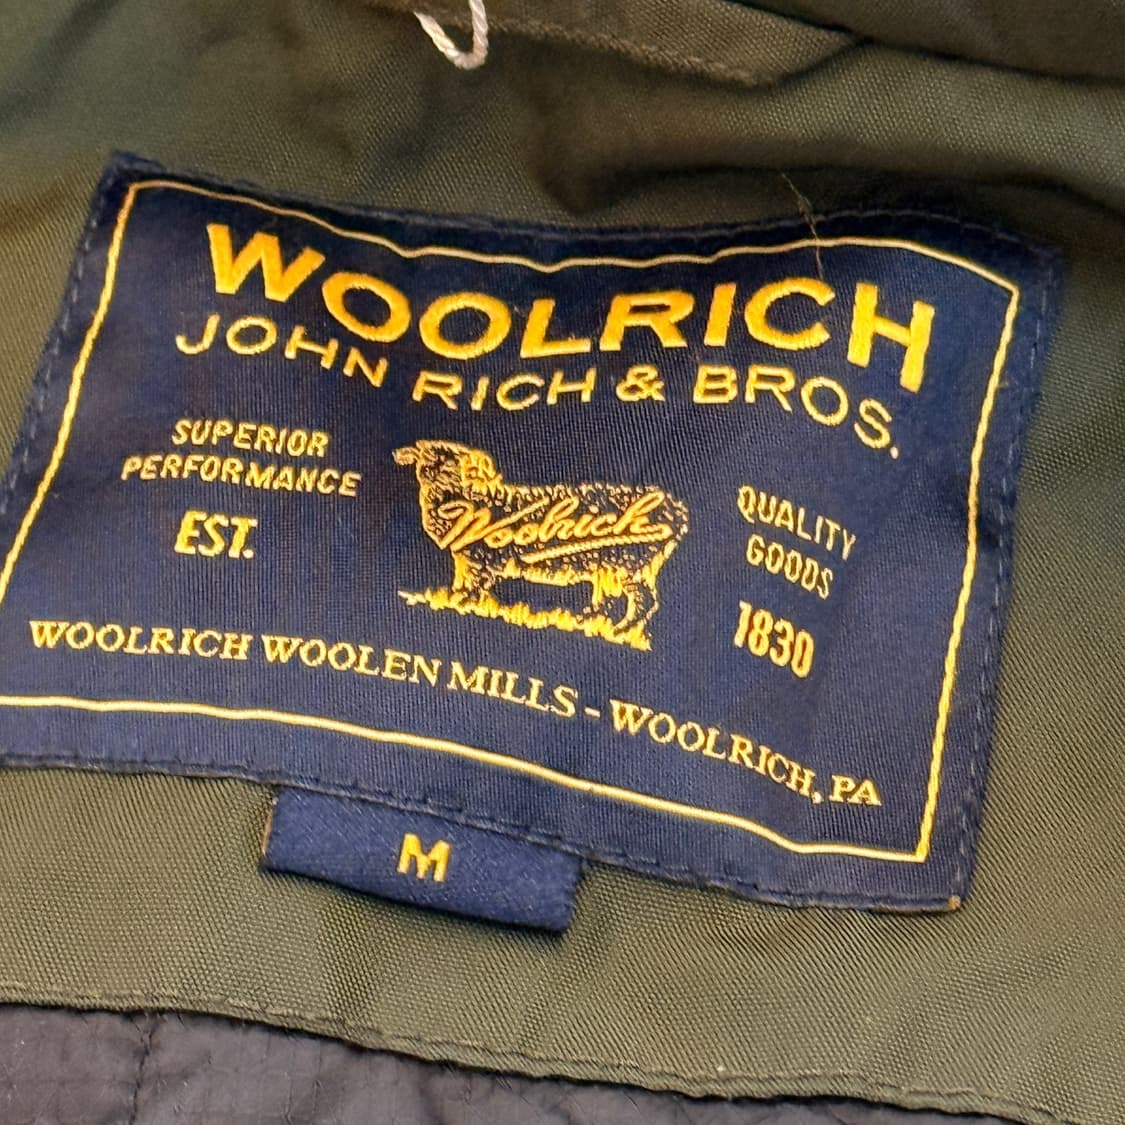 WOOLRICH
JOHN RICH & BROS.
SUPERIOR
PERFORMANCE
EST.
Woolrich
QUALITY
GOODS
1830
WOOLRICH WOOLEN MILLS - WOOLRICH, PA
M